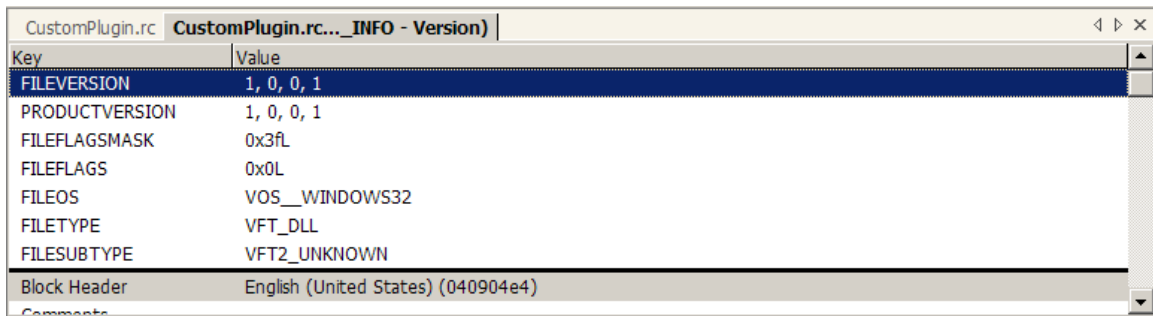 CustomPlugin.rc CustomPlugin.rc..._INFO - Version)
Key Value
FILEVERSION 1, 0, 0, 1
PRODUCTVERSION 1, 0, 0, 1
FILEFLAGSMASK 0x3fL
FILEFLAGS 0x0L
FILEOS VOS__WINDOWS32
FILETYPE VFT_DLL
FILESUBTYPE VFT2_UNKNOWN
Block Header English (United States) (040904e4)
Comments